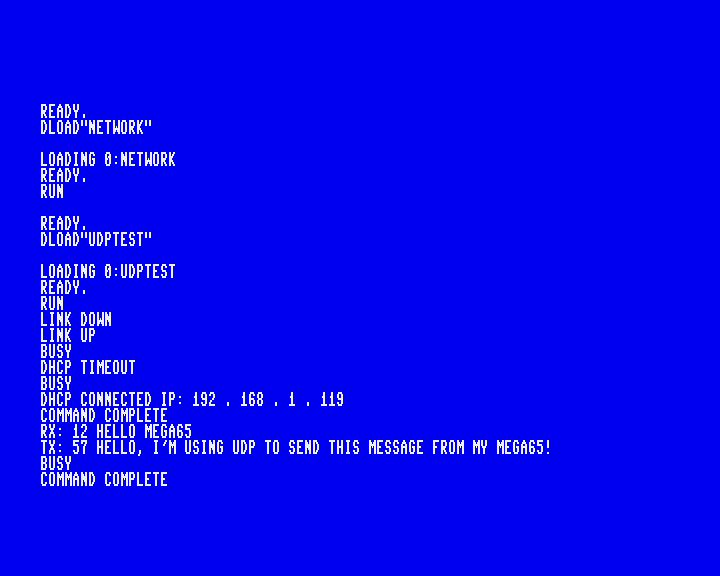 READY.
DLOAD"NETWORK"
LOADING 0:NETWORK
READY.
RUN
READY.
DLOAD"UDPTEST"
LOADING 0:UDPTEST
READY.
RUN
LINK DOWN
LINK UP
BUSY
DHCP TIMEOUT
BUSY
DHCP CONNECTED IP: 192 . 168 . 1 . 119
COMMAND COMPLETE
RX: 12 HELLO MEGA65
TX: 57 HELLO, I'M USING UDP TO SEND THIS MESSAGE FROM MY MEGA65!
BUSY
COMMAND COMPLETE